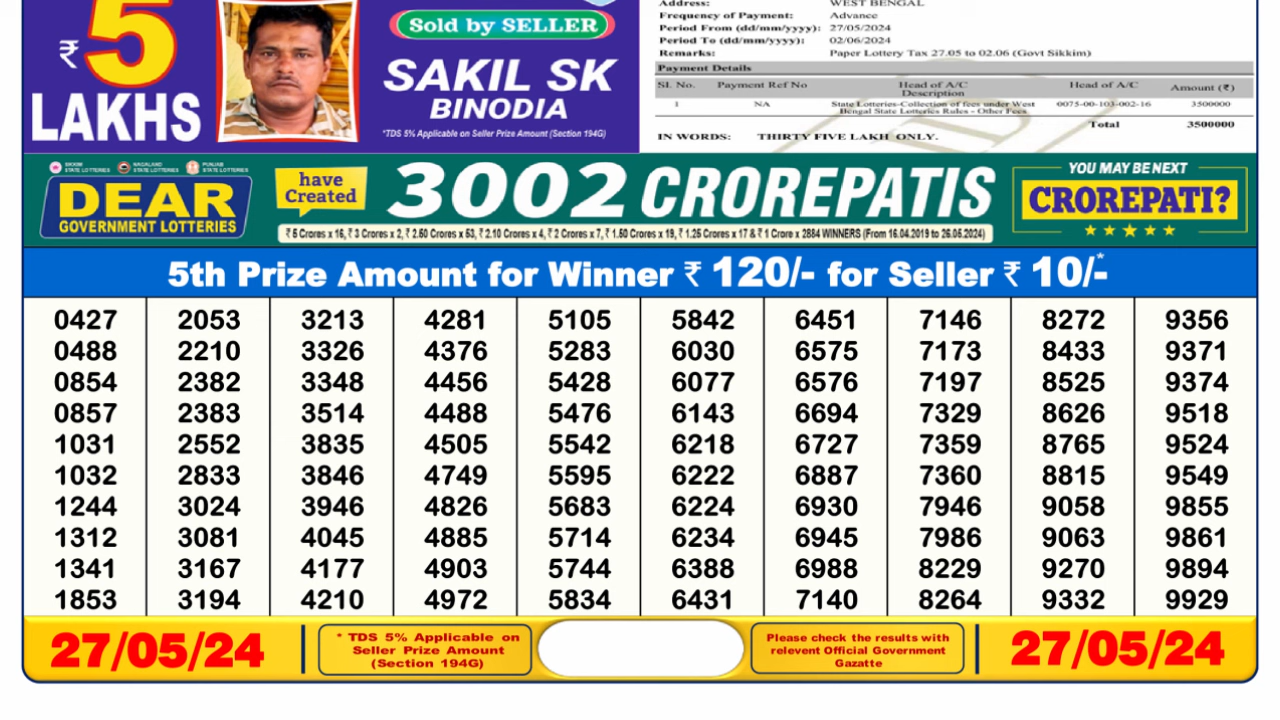 ₹ 5
LAKHS
Sold by SELLER
SAKIL SK
BINODIA
*TDS 5% Applicable on Seller Prize Amount (Section 194G)
Address: WEST BENGAL
Frequency of Payment: Advance
Period From (dd/mm/yyyy): 27/05/2024
Period To (dd/mm/yyyy): 02/06/2024
Remarks: Paper Lottery Tax 27.05 to 02.06 (Govt Sikkim)
Payment Details
Sl. No. Payment Ref No Head of A/C Description Head of A/C Amount (₹)
1 NA State Lotteries-Collection of fees under West Bengal State Lotteries Rules - Other Fees 0075-00-103-002-16 3500000
Total 3500000
IN WORDS: THIRTY FIVE LAKH ONLY.
SIKKIM STATE LOTTERIES NAGALAND STATE LOTTERIES PUNJAB STATE LOTTERIES
DEAR
GOVERNMENT LOTTERIES
have
Created
3002 CROREPATIS
₹ 5 Crores x 16, ₹ 3 Crores x 2, ₹ 2.50 Crores x 53, ₹ 2.10 Crores x 4, ₹ 2 Crores x 7, ₹ 1.50 Crores x 19, ₹ 1.25 Crores x 17 & ₹ 1 Crore x 2884 WINNERS (From 16.04.2019 to 26.05.2024)
YOU MAY BE NEXT
CROREPATI?
5th Prize Amount for Winner ₹ 120/- for Seller ₹ 10/-*
0427 2053 3213 4281 5105 5842 6451 7146 8272 9356
0488 2210 3326 4376 5283 6030 6575 7173 8433 9371
0854 2382 3348 4456 5428 6077 6576 7197 8525 9374
0857 2383 3514 4488 5476 6143 6694 7329 8626 9518
1031 2552 3835 4505 5542 6218 6727 7359 8765 9524
1032 2833 3846 4749 5595 6222 6887 7360 8815 9549
1244 3024 3946 4826 5683 6224 6930 7946 9058 9855
1312 3081 4045 4885 5714 6234 6945 7986 9063 9861
1341 3167 4177 4903 5744 6388 6988 8229 9270 9894
1853 3194 4210 4972 5834 6431 7140 8264 9332 9929
27/05/24
* TDS 5% Applicable on
Seller Prize Amount
(Section 194G)
Please check the results with
relevent Official Government
Gazatte
27/05/24